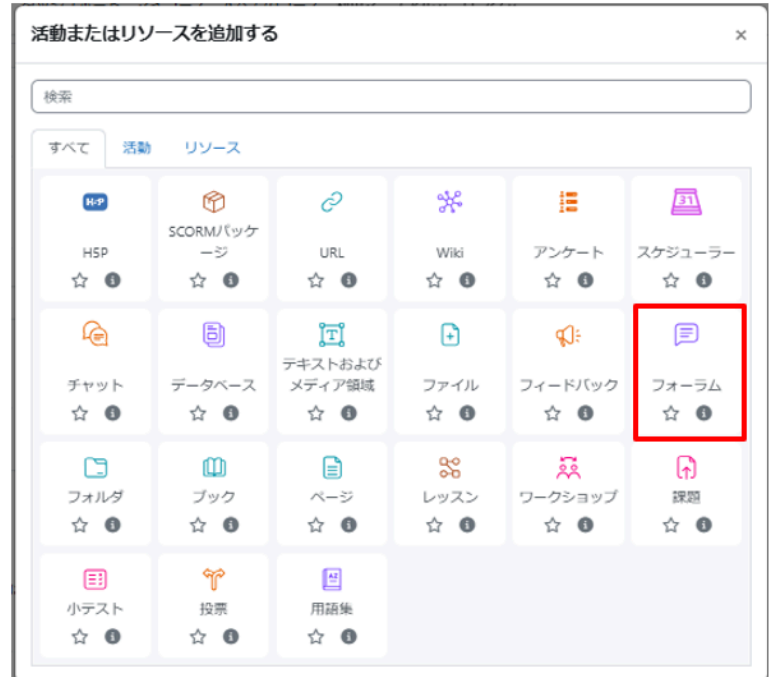 活動またはリソースを追加する
×
検索
すべて 活動 リソース
H5P
SCORMパッケ
ージ
URL
Wiki
アンケート
31
スケジューラー
チャット
データベース
T
テキストおよび
メディア領域
ファイル
フィードバック
フォーラム
フォルダ
ブック
ページ
レッスン
ワークショップ
課題
小テスト
投票
AZ
用語集